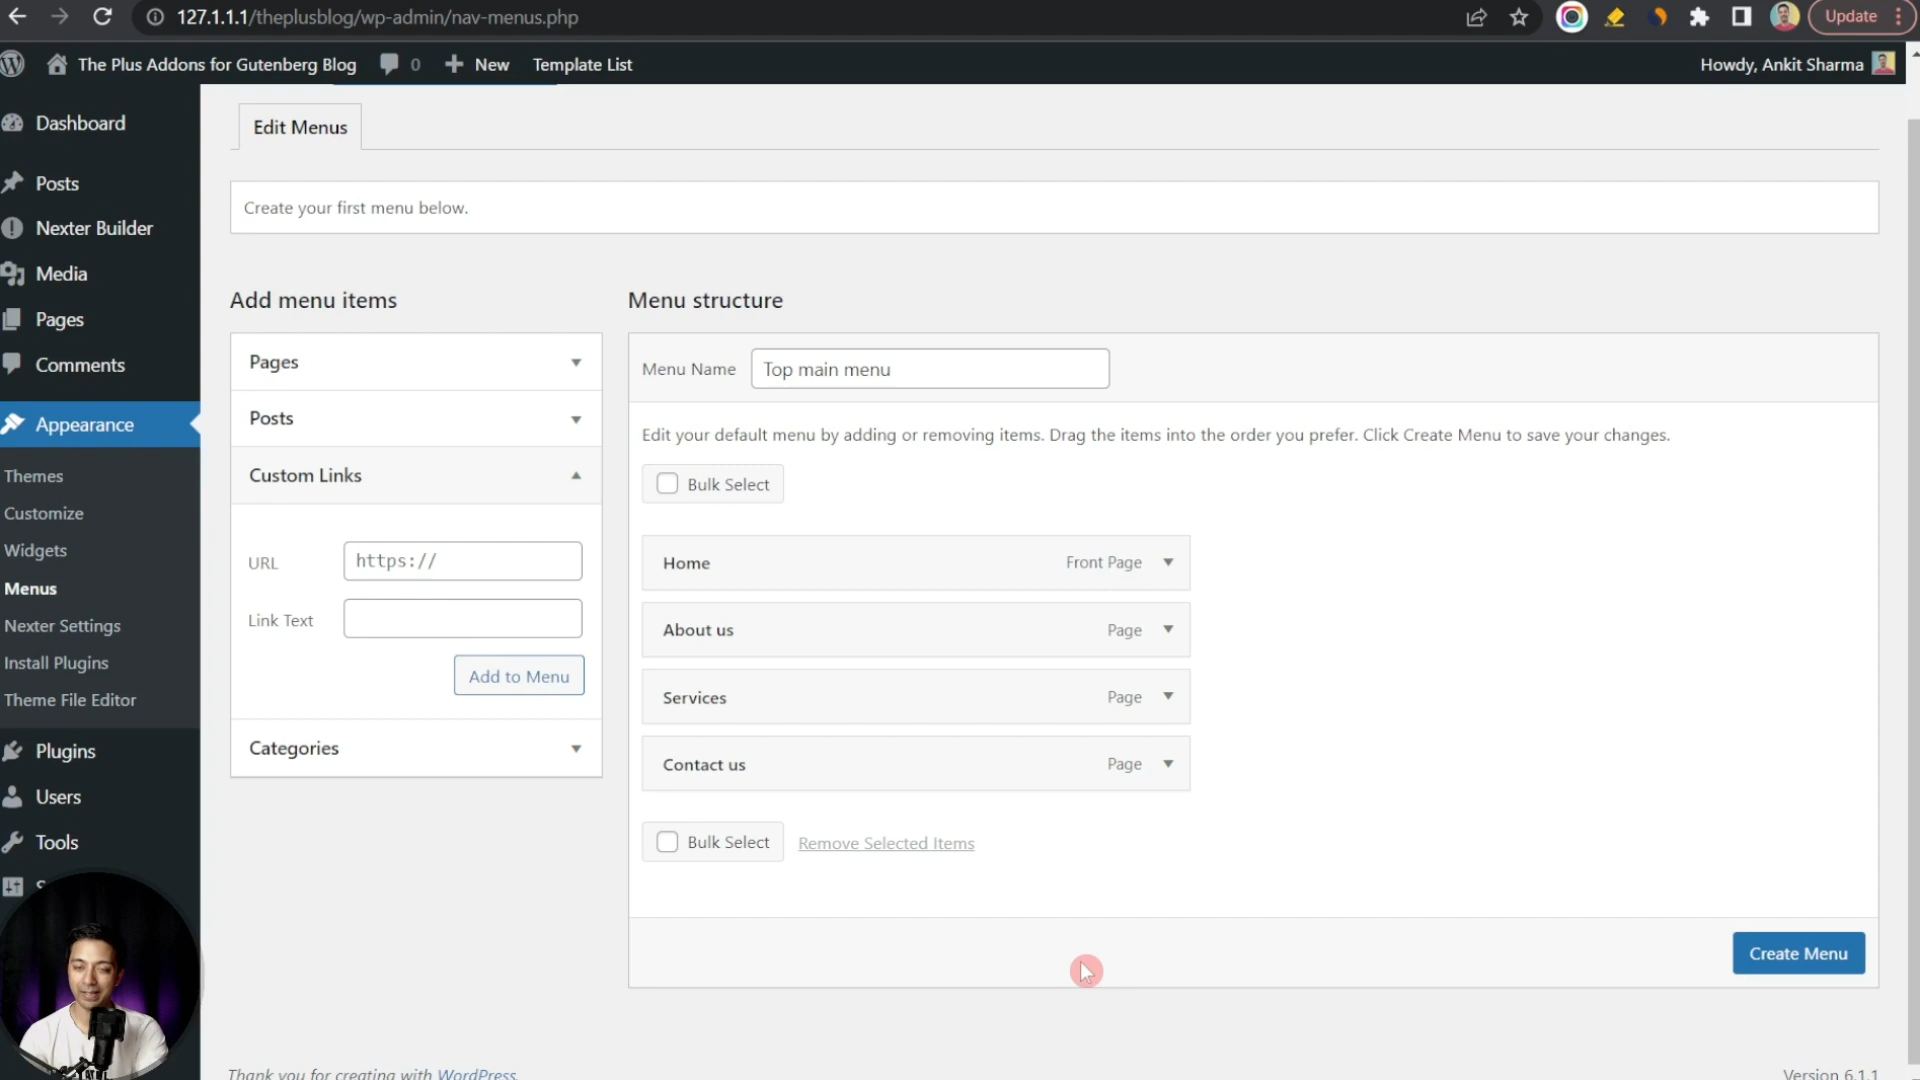 127.1.1.1/theplusblog/wp-admin/nav-menus.php
Update
The Plus Addons for Gutenberg Blog
0
New
Template List
Howdy, Ankit Sharma
Dashboard
Posts
Nexter Builder
Media
Pages
Comments
Appearance
Themes
Customize
Widgets
Menus
Nexter Settings
Install Plugins
Theme File Editor
Plugins
Users
Tools
Edit Menus
Create your first menu below.
Add menu items
Pages
Posts
Custom Links
URL
https://
Link Text
Add to Menu
Categories
Menu structure
Menu Name
Top main menu
Edit your default menu by adding or removing items. Drag the items into the order you prefer. Click Create Menu to save your changes.
Bulk Select
Home Front Page
About us Page
Services Page
Contact us Page
Bulk Select Remove Selected Items
Create Menu
Thank you for creating with WordPress.
Version 6.1.1